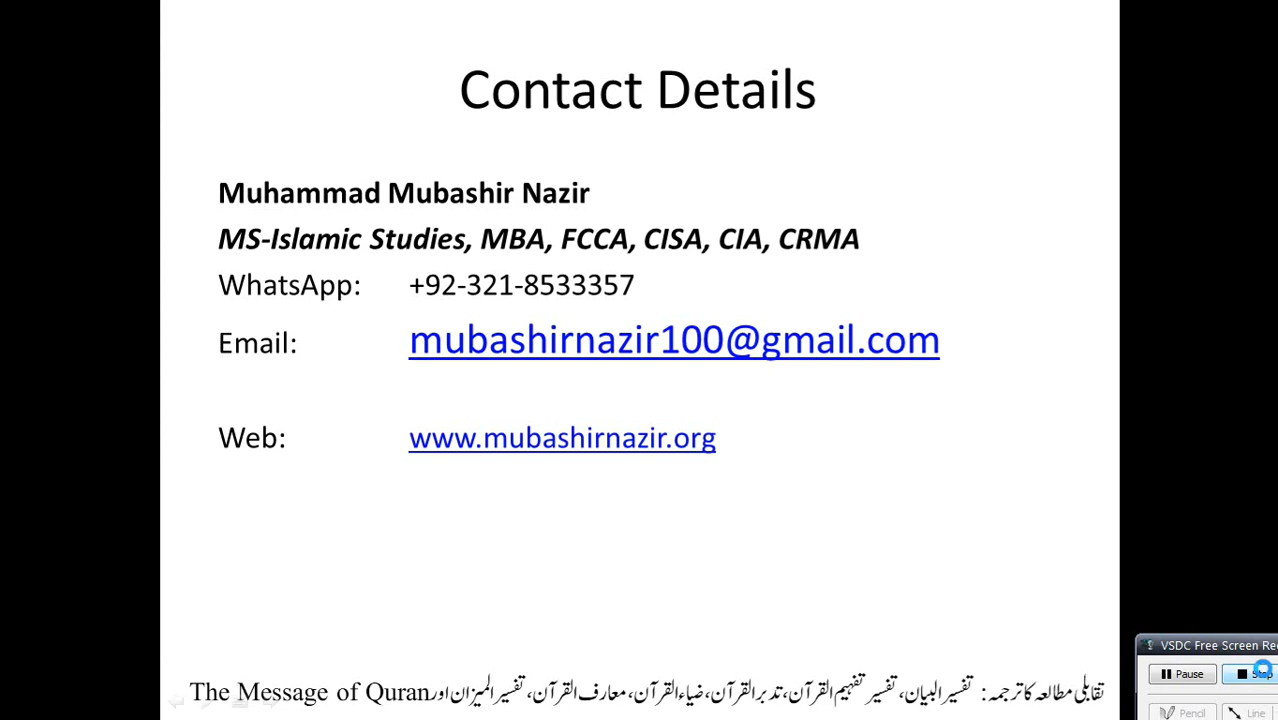 Contact Details
Muhammad Mubashir Nazir
MS-Islamic Studies, MBA, FCCA, CISA, CIA, CRMA
WhatsApp: +92-321-8533357
Email: mubashirnazir100@gmail.com
Web: www.mubashirnazir.org
تقابلی مطالعہ کا ترجمہ: تفسیر البیان، تفسیر تفہیم القرآن، تدبر القرآن، ضیاء القرآن، معارف القرآن، تفسیر المیزان اور The Message of Quran
VSDC Free Screen Re
Pause Stop
Pencil Line